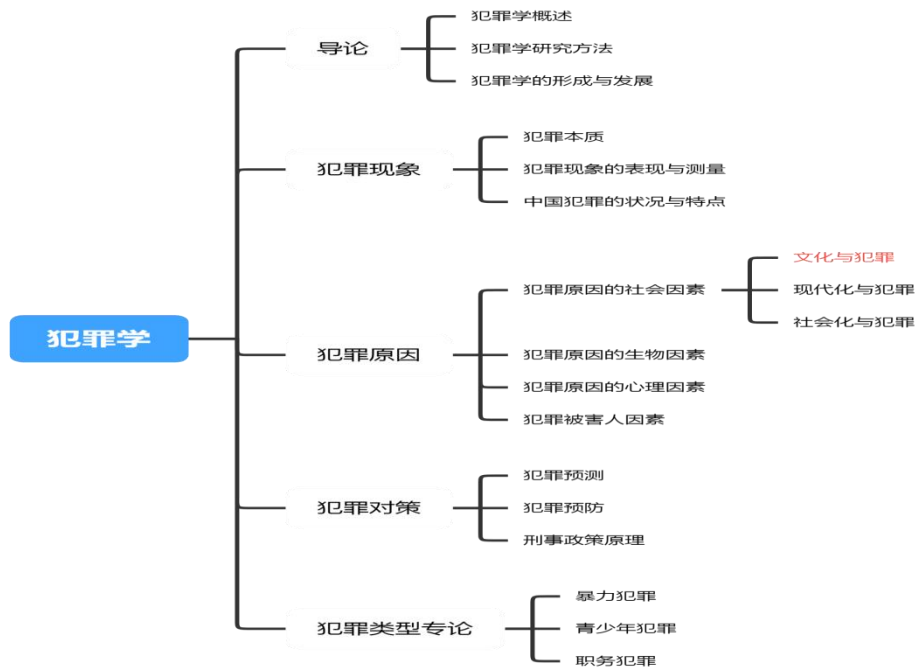 犯罪学
导论
犯罪学概述
犯罪学研究方法
犯罪学的形成与发展
犯罪现象
犯罪本质
犯罪现象的表现与测量
中国犯罪的状况与特点
犯罪原因
犯罪原因的社会因素
文化与犯罪
现代化与犯罪
社会化与犯罪
犯罪原因的生物因素
犯罪原因的心理因素
犯罪被害人因素
犯罪对策
犯罪预测
犯罪预防
刑事政策原理
犯罪类型专论
暴力犯罪
青少年犯罪
职务犯罪